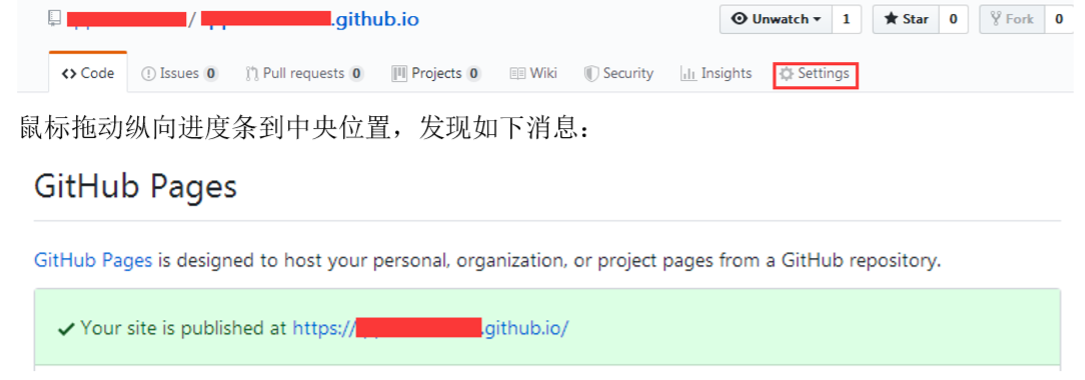 / .github.io
Unwatch 1 Star 0 Fork 0
Code Issues 0 Pull requests 0 Projects 0 Wiki Security Insights Settings
鼠标拖动纵向进度条到中央位置，发现如下消息：
GitHub Pages
GitHub Pages is designed to host your personal, organization, or project pages from a GitHub repository.
Your site is published at https:// .github.io/